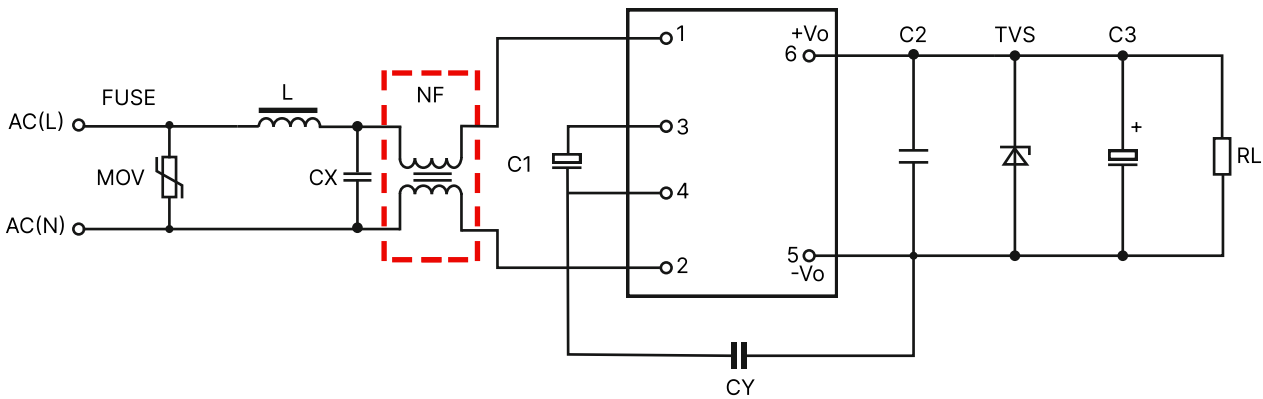 FUSE
L
NF
AC(L)
MOV
CX
AC(N)
C1
1
3
4
2
+Vo
6
5
-Vo
C2
TVS
C3
+
RL
CY